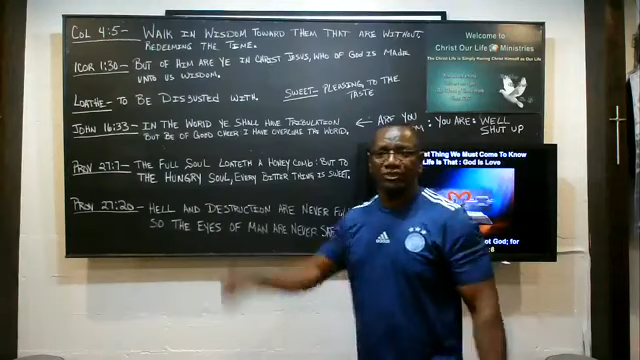 COL 4:5 - WALK IN WISDOM TOWARD THEM THAT ARE WITHOUT
REDEEMING THE TIME.
1COR 1:30 - BUT OF HIM ARE YE IN CHRIST JESUS, WHO OF GOD IS MADE
UNTO US WISDOM.
LOATHE - TO BE DISGUSTED WITH.
SWEET - PLEASING TO THE
TASTE
JOHN 16:33 - IN THE WORLD YE SHALL HAVE TRIBULATION
BUT BE OF GOOD CHEER: I HAVE OVERCOME THE WORLD.
← ARE YOU
M : YOU ARE: WELL
SHUT UP
PROV 27:7 - THE FULL SOUL LOATETH A HONEY COMB: BUT TO
THE HUNGRY SOUL, EVERY BITTER THING IS SWEET.
PROV 27:20 - HELL AND DESTRUCTION ARE NEVER
SO THE EYES OF MAN ARE NEVER
Welcome to
Christ Our Life Ministries
The Christ Life is Simply Having Christ Himself as Our Life
Thing We Must Come To Know
Life Is That : God Is Love
not God; for
adidas